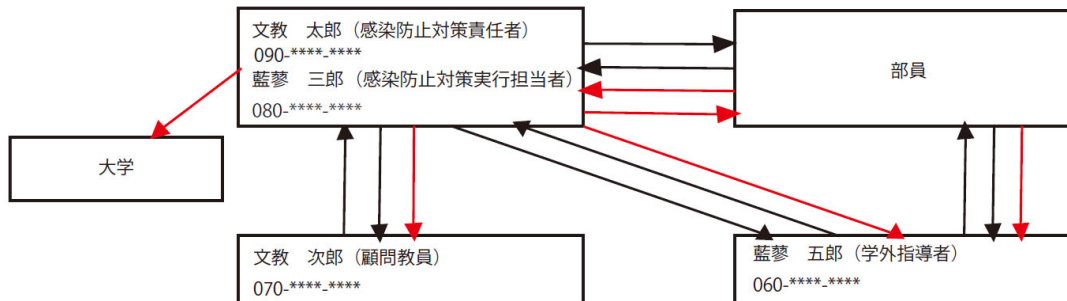 文教　太郎（感染防止対策責任者）
090-****-****
藍蓼　三郎（感染防止対策実行担当者）
080-****-****
部員
大学
文教　次郎（顧問教員）
070-****-****
藍蓼　五郎（学外指導者）
060-****-****